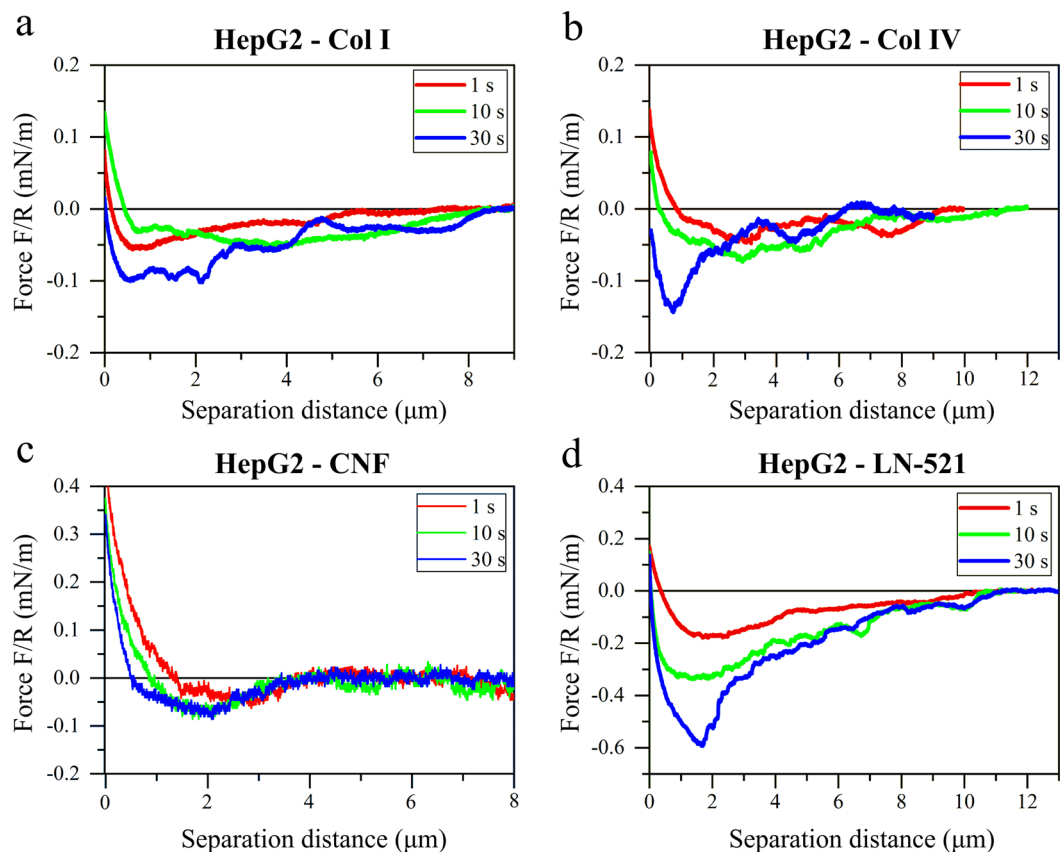 a
HepG2 - Col I
Force F/R (mN/m)
0.2
0.1
0.0
-0.1
-0.2
1 s
10 s
30 s
0
2
4
6
8
Separation distance (μm)
b
HepG2 - Col IV
Force F/R (mN/m)
0.2
0.1
0.0
-0.1
-0.2
1 s
10 s
30 s
0
2
4
6
8
10
12
Separation distance (μm)
c
HepG2 - CNF
Force F/R (mN/m)
0.4
0.3
0.2
0.1
0.0
-0.1
-0.2
1 s
10 s
30 s
0
2
4
6
8
Separation distance (μm)
d
HepG2 - LN-521
Force F/R (mN/m)
0.4
0.2
0.0
-0.2
-0.4
-0.6
1 s
10 s
30 s
0
2
4
6
8
10
12
Separation distance (μm)